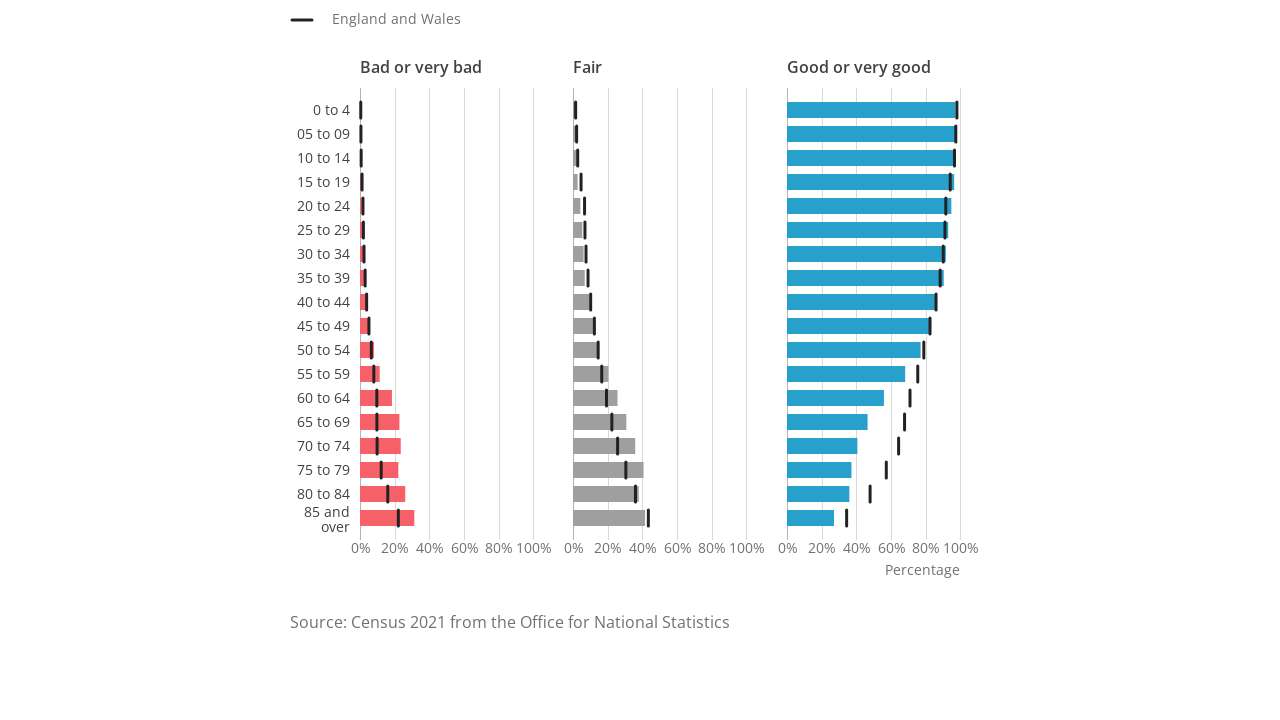 England and Wales
Bad or very bad
Fair
Good or very good
0 to 4
05 to 09
10 to 14
15 to 19
20 to 24
25 to 29
30 to 34
35 to 39
40 to 44
45 to 49
50 to 54
55 to 59
60 to 64
65 to 69
70 to 74
75 to 79
80 to 84
85 and
over
0% 20% 40% 60% 80% 100%
0% 20% 40% 60% 80% 100%
0% 20% 40% 60% 80% 100%
Percentage
Source: Census 2021 from the Office for National Statistics